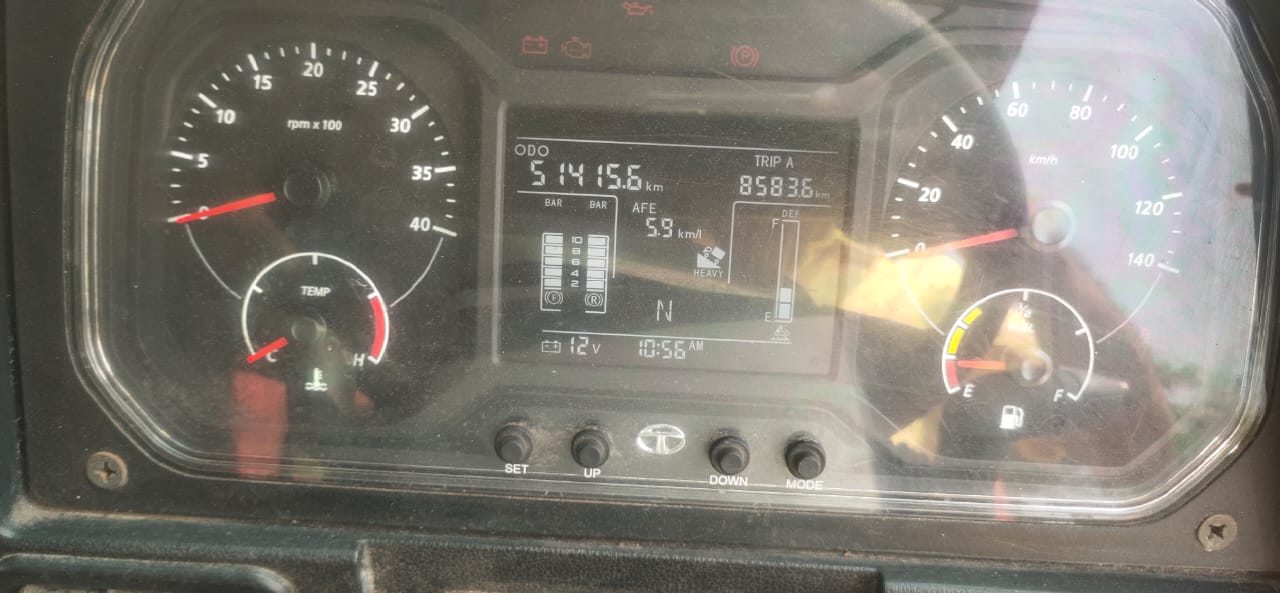 20
15
25
10
30
rpm x 100
5
35
0
40
TEMP
C
H
ODO
51415.6 km
TRIP A
8583.6 km
BAR
BAR
AFE
5.9 km/l
10
8
6
4
2
F
R
HEAVY
DEF
F
E
N
12 V
10:56 AM
P
60
80
40
100
km/h
20
120
0
140
1/2
E
F
SET
UP
DOWN
MODE